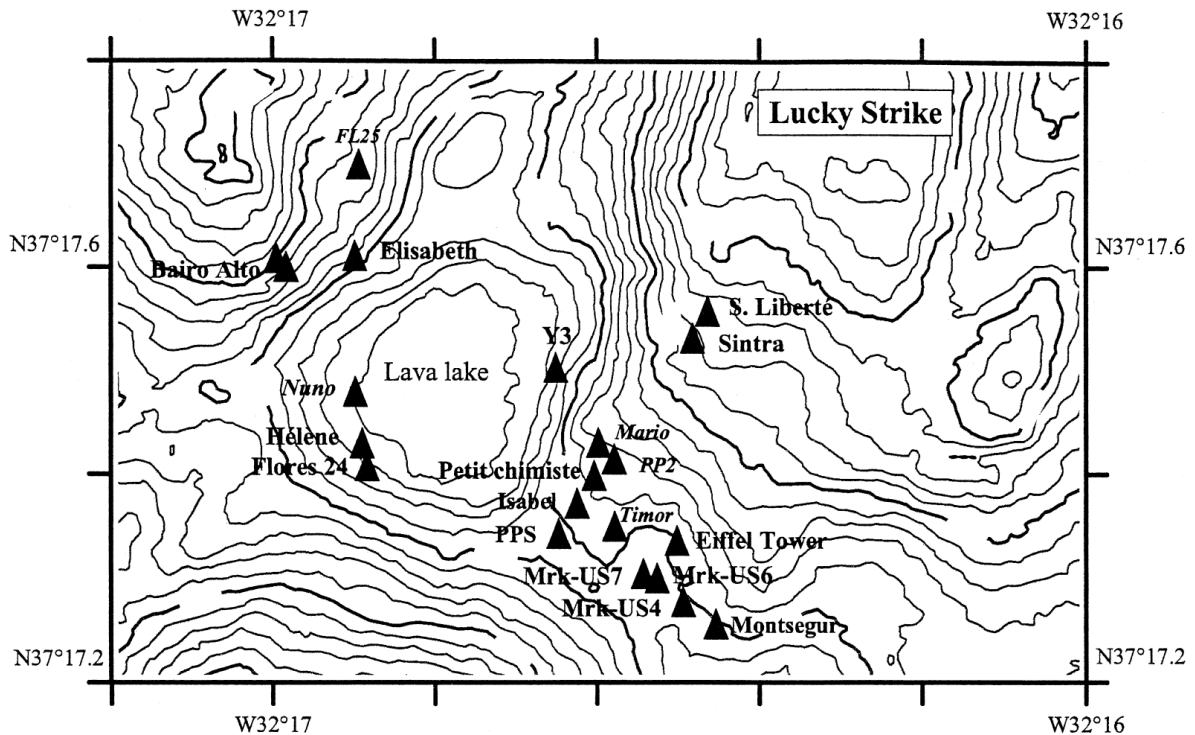 W32°17
W32°16
Lucky Strike
FL25
N37°17.6
N37°17.6
Elisabeth
Bairo Alto
S. Liberté
Y3
Sintra
Lava lake
Nuno
Mario
Hélene
PP2
Flores 24
Petit chimiste
Isabel
Timor
PPS
Eiffel Tower
Mrk-US7
Mrk-US6
Mrk-US4
Montsegur
N37°17.2
N37°17.2
W32°17
W32°16